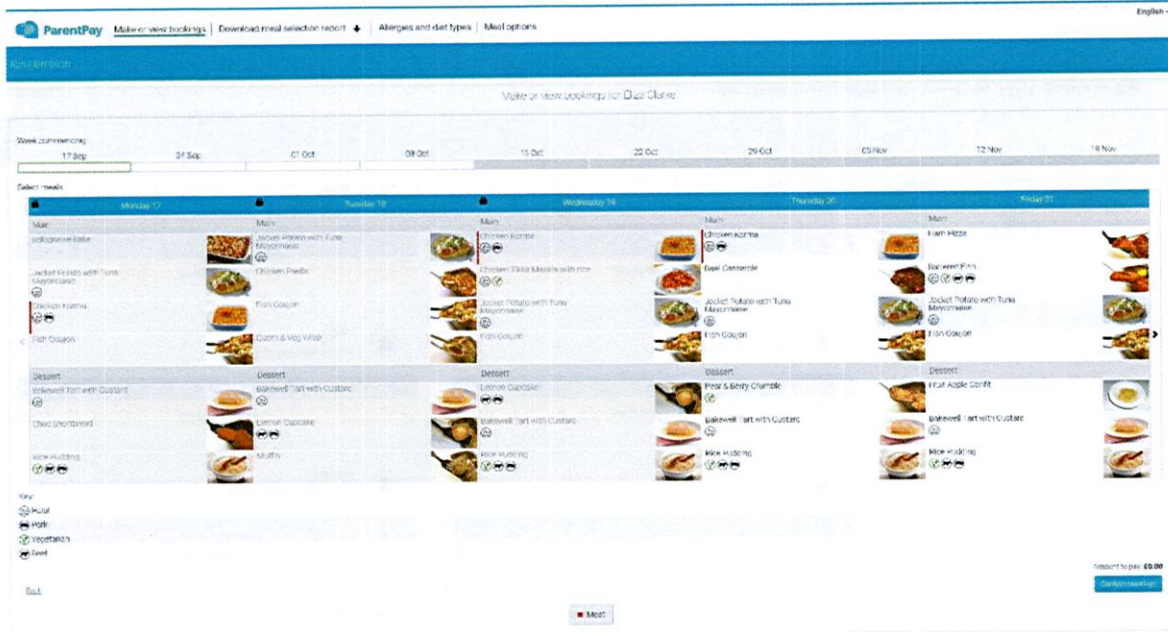 English
ParentPay Make or view bookings Download meal selection report Allergies and diet types Meal options
Make or view bookings for Eliza Clarke
Week commencing
17 Sep 24 Sep 01 Oct 08 Oct 15 Oct 22 Oct 29 Oct 05 Nov 12 Nov 19 Nov
Select meals
Monday 17 Tuesday 18 Wednesday 19 Thursday 20 Friday 21
Main Main Main Main Main
Bolognaise Bake
Jacket Potato with Tuna Mayonnaise
Chicken Korma
Fish Goujon
Jacket Potato with Tuna Mayonnaise
Chicken Paella
Fish Goujon
Quorn & Veg Wrap
Chicken Korma
Chicken Tikka Masala with rice
Jacket Potato with Tuna Mayonnaise
Fish Goujon
Chicken Korma
Beef Casserole
Jacket Potato with Tuna Mayonnaise
Fish Goujon
Ham Pizza
Battered Fish
Jacket Potato with Tuna Mayonnaise
Fish Goujon
Dessert Dessert Dessert Dessert Dessert
Bakewell Tart with Custard
Choc Shortbread
Rice Pudding
Bakewell Tart with Custard
Lemon Cupcake
Muffin
Lemon Cupcake
Bakewell Tart with Custard
Rice Pudding
Pear & Berry Crumble
Bakewell Tart with Custard
Rice Pudding
Fruit Apple Confit
Bakewell Tart with Custard
Rice Pudding
Key:
Halal
Pork
Vegetarian
Beef
Amount to pay: £0.00
Back
Confirm bookings
Meat